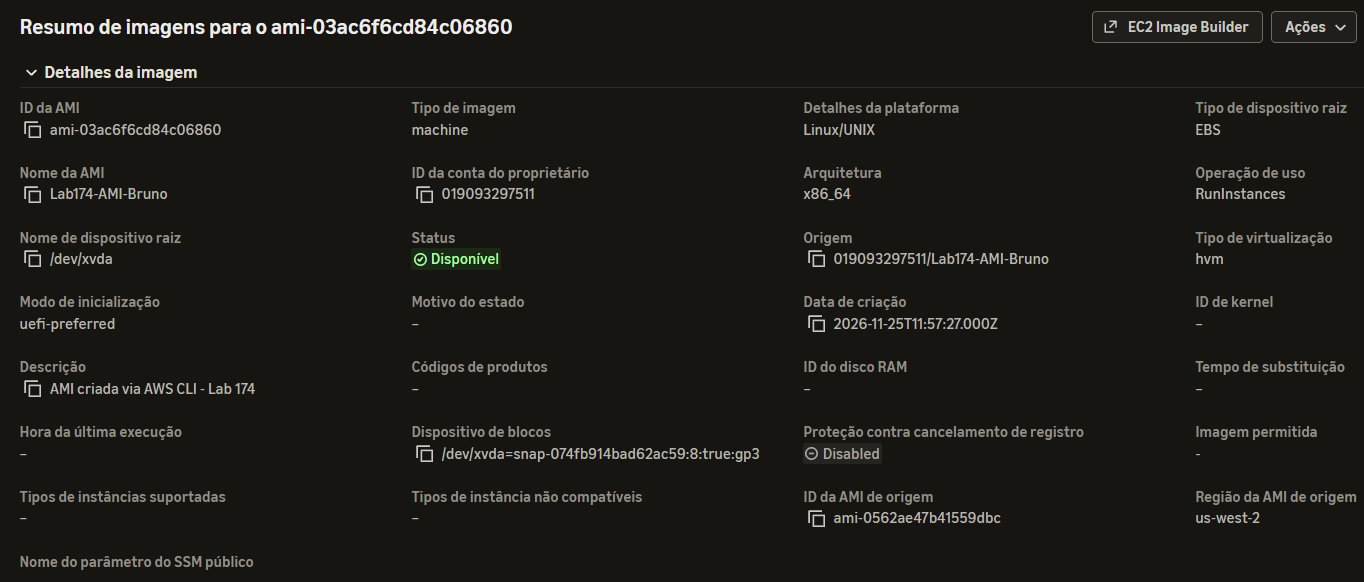 Resumo de imagens para o ami-03ac6f6cd84c06860
EC2 Image Builder
Ações
Detalhes da imagem
ID da AMI
ami-03ac6f6cd84c06860
Tipo de imagem
machine
Detalhes da plataforma
Linux/UNIX
Tipo de dispositivo raiz
EBS
Nome da AMI
Lab174-AMI-Bruno
ID da conta do proprietário
019093297511
Arquitetura
x86_64
Operação de uso
RunInstances
Nome de dispositivo raiz
/dev/xvda
Status
Disponível
Origem
019093297511/Lab174-AMI-Bruno
Tipo de virtualização
hvm
Modo de inicialização
uefi-preferred
Motivo do estado
–
Data de criação
2026-11-25T11:57:27.000Z
ID de kernel
–
Descrição
AMI criada via AWS CLI - Lab 174
Códigos de produtos
–
ID do disco RAM
–
Tempo de substituição
–
Hora da última execução
–
Dispositivo de blocos
/dev/xvda=snap-074fb914bad62ac59:8:true:gp3
Proteção contra cancelamento de registro
Disabled
Imagem permitida
-
Tipos de instâncias suportadas
–
Tipos de instância não compatíveis
–
ID da AMI de origem
ami-0562ae47b41559dbc
Região da AMI de origem
us-west-2
Nome do parâmetro do SSM público